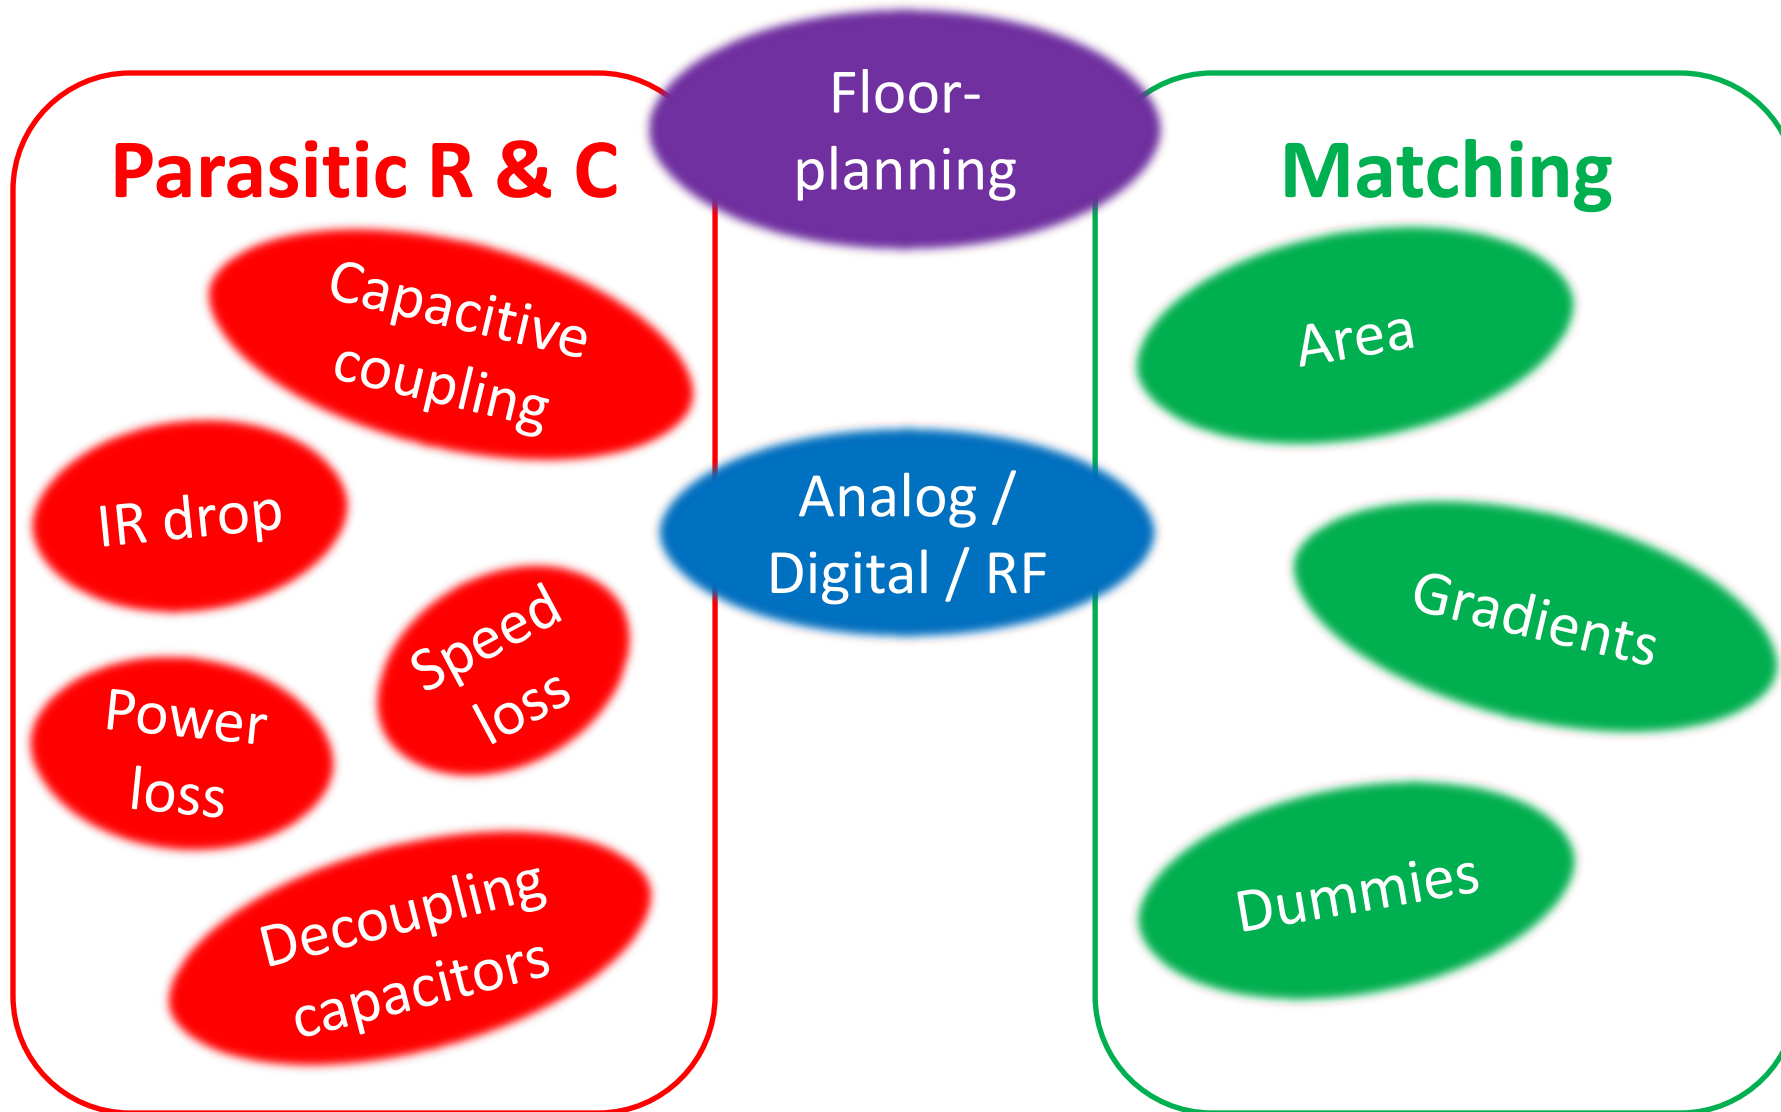 Floor-
planning
Parasitic R & C
Capacitive
coupling
IR drop
Speed
loss
Power
loss
Decoupling
capacitors
Analog /
Digital / RF
Matching
Area
Gradients
Dummies